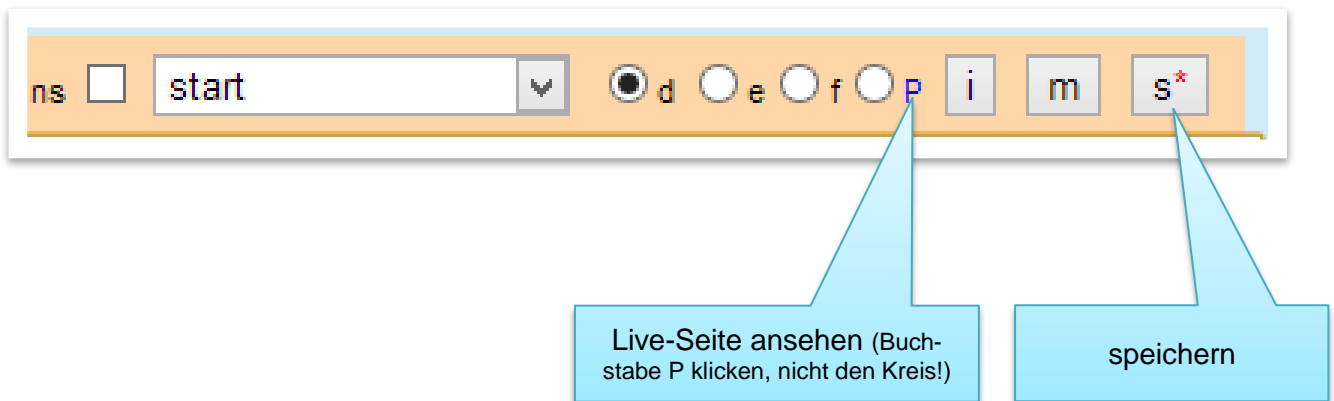 ns start d e f P i m s*
Live-Seite ansehen (Buch-
stabe P klicken, nicht den Kreis!)
speichern